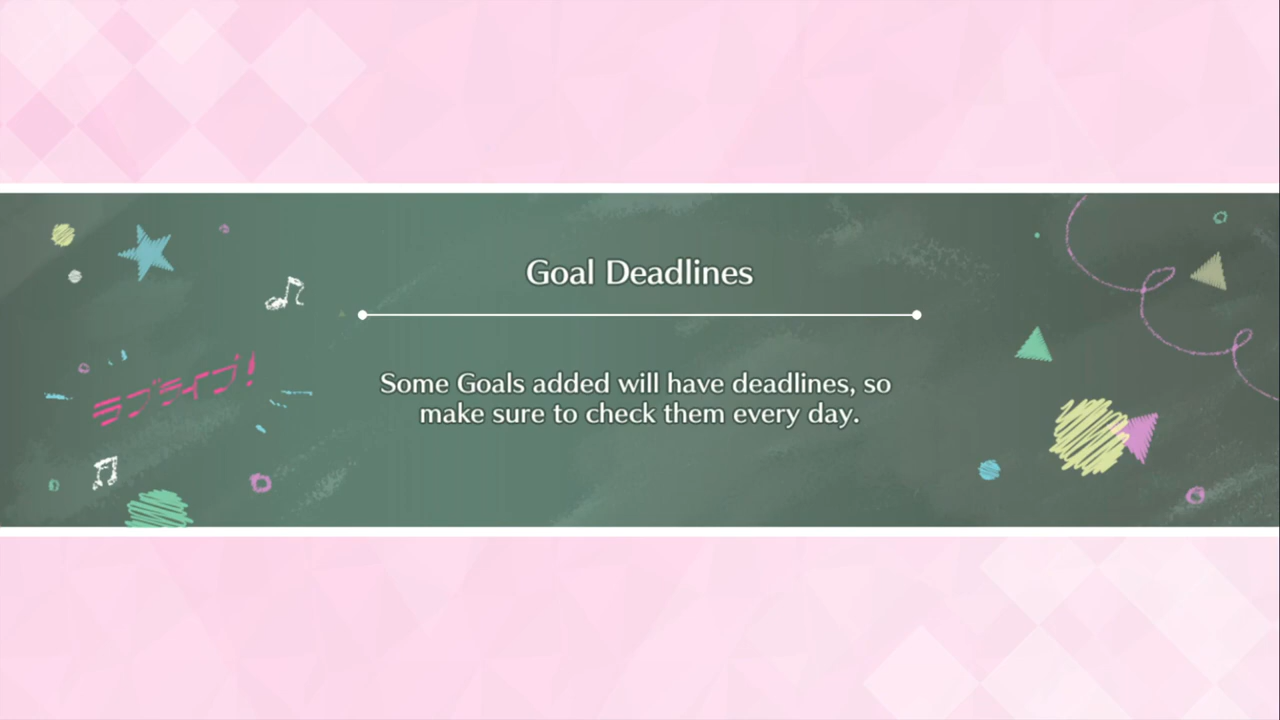 Goal Deadlines
Some Goals added will have deadlines, so
make sure to check them every day.
ラブライブ!